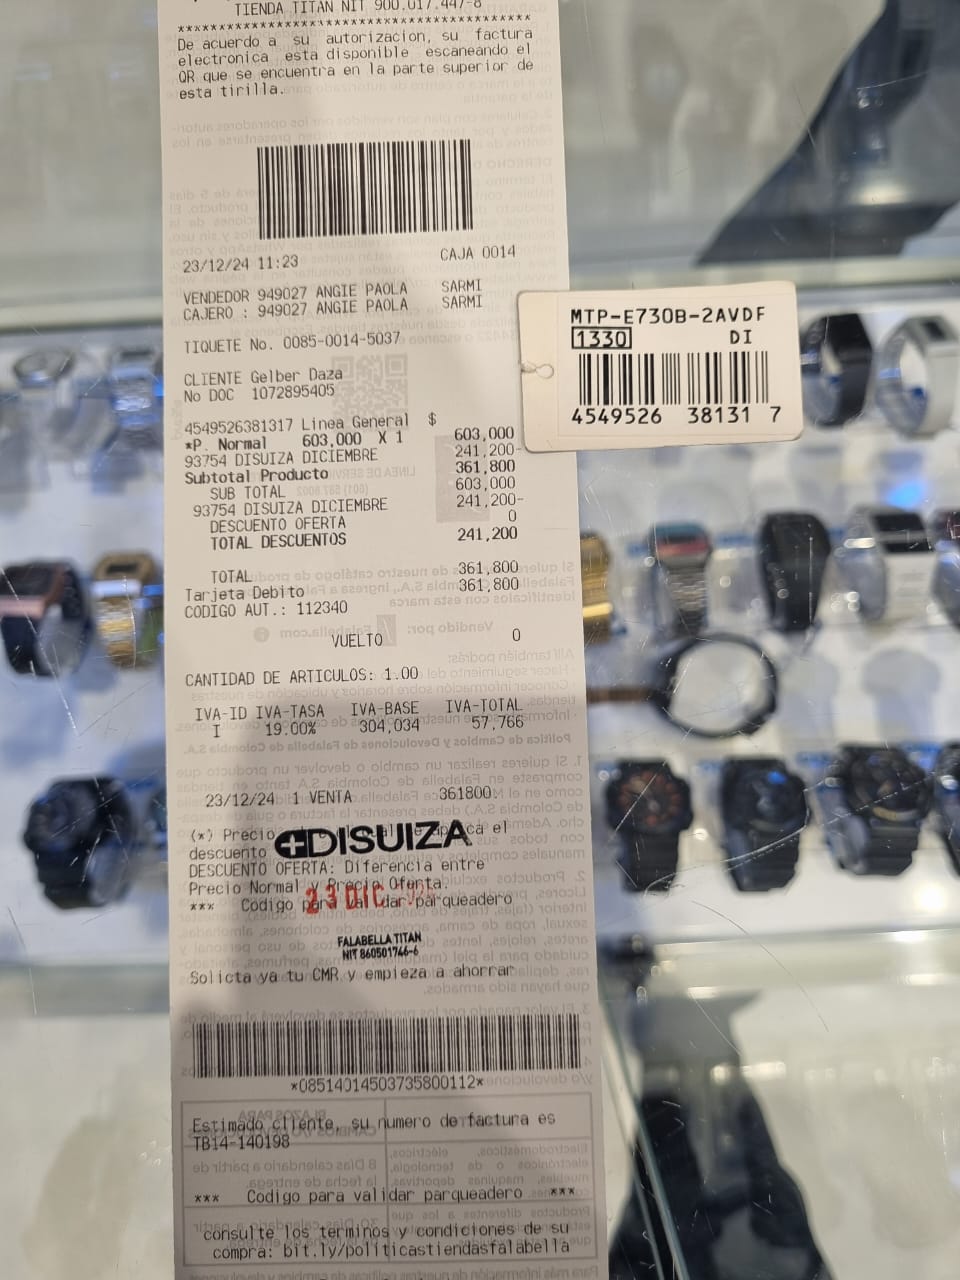 TIENDA TITAN NIT 900.017.447-8
De acuerdo a su autorizacion, su factura
electronica esta disponible escaneando el
QR que se encuentra en la parte superior de
esta tirilla.
23/12/24 11:23 CAJA 0014
VENDEDOR 949027 ANGIE PAOLA SARMI
CAJERO : 949027 ANGIE PAOLA SARMI
TIQUETE No. 0085-0014-5037
CLIENTE Gelber Daza
No DOC 1072895405
4549526381317 Linea General $
*P. Normal 603,000 X 1 603,000
93754 DISUIZA DICIEMBRE 241,200-
Subtotal Producto 361,800
SUB TOTAL 603,000
93754 DISUIZA DICIEMBRE 241,200-
DESCUENTO OFERTA 0
TOTAL DESCUENTOS 241,200
TOTAL 361,800
Tarjeta Debito 361,800
CODIGO AUT.: 112340
VUELTO 0
CANTIDAD DE ARTICULOS: 1.00
IVA-ID IVA-TASA IVA-BASE IVA-TOTAL
I 19.00% 304,034 57,766
23/12/24 1 VENTA 361800
(*) Precio el
descuento DISUIZA
DESCUENTO OFERTA: Diferencia entre
Precio Normal y Precio Oferta.
23 DIC
*** Codigo para validar parqueadero
FALABELLA TITAN
NIT 860501746-6
Solicta ya tu CMR y empieza a ahorrar
*08514014503735800112*
Estimado cliente, su numero de factura es
TB14-140198
*** Codigo para validar parqueadero ***
consulte los terminos y condiciones de su
compra: bit.ly/politicastiendasfalabella
MTP-E730B-2AVDF
1330 DI
4549526 38131 7